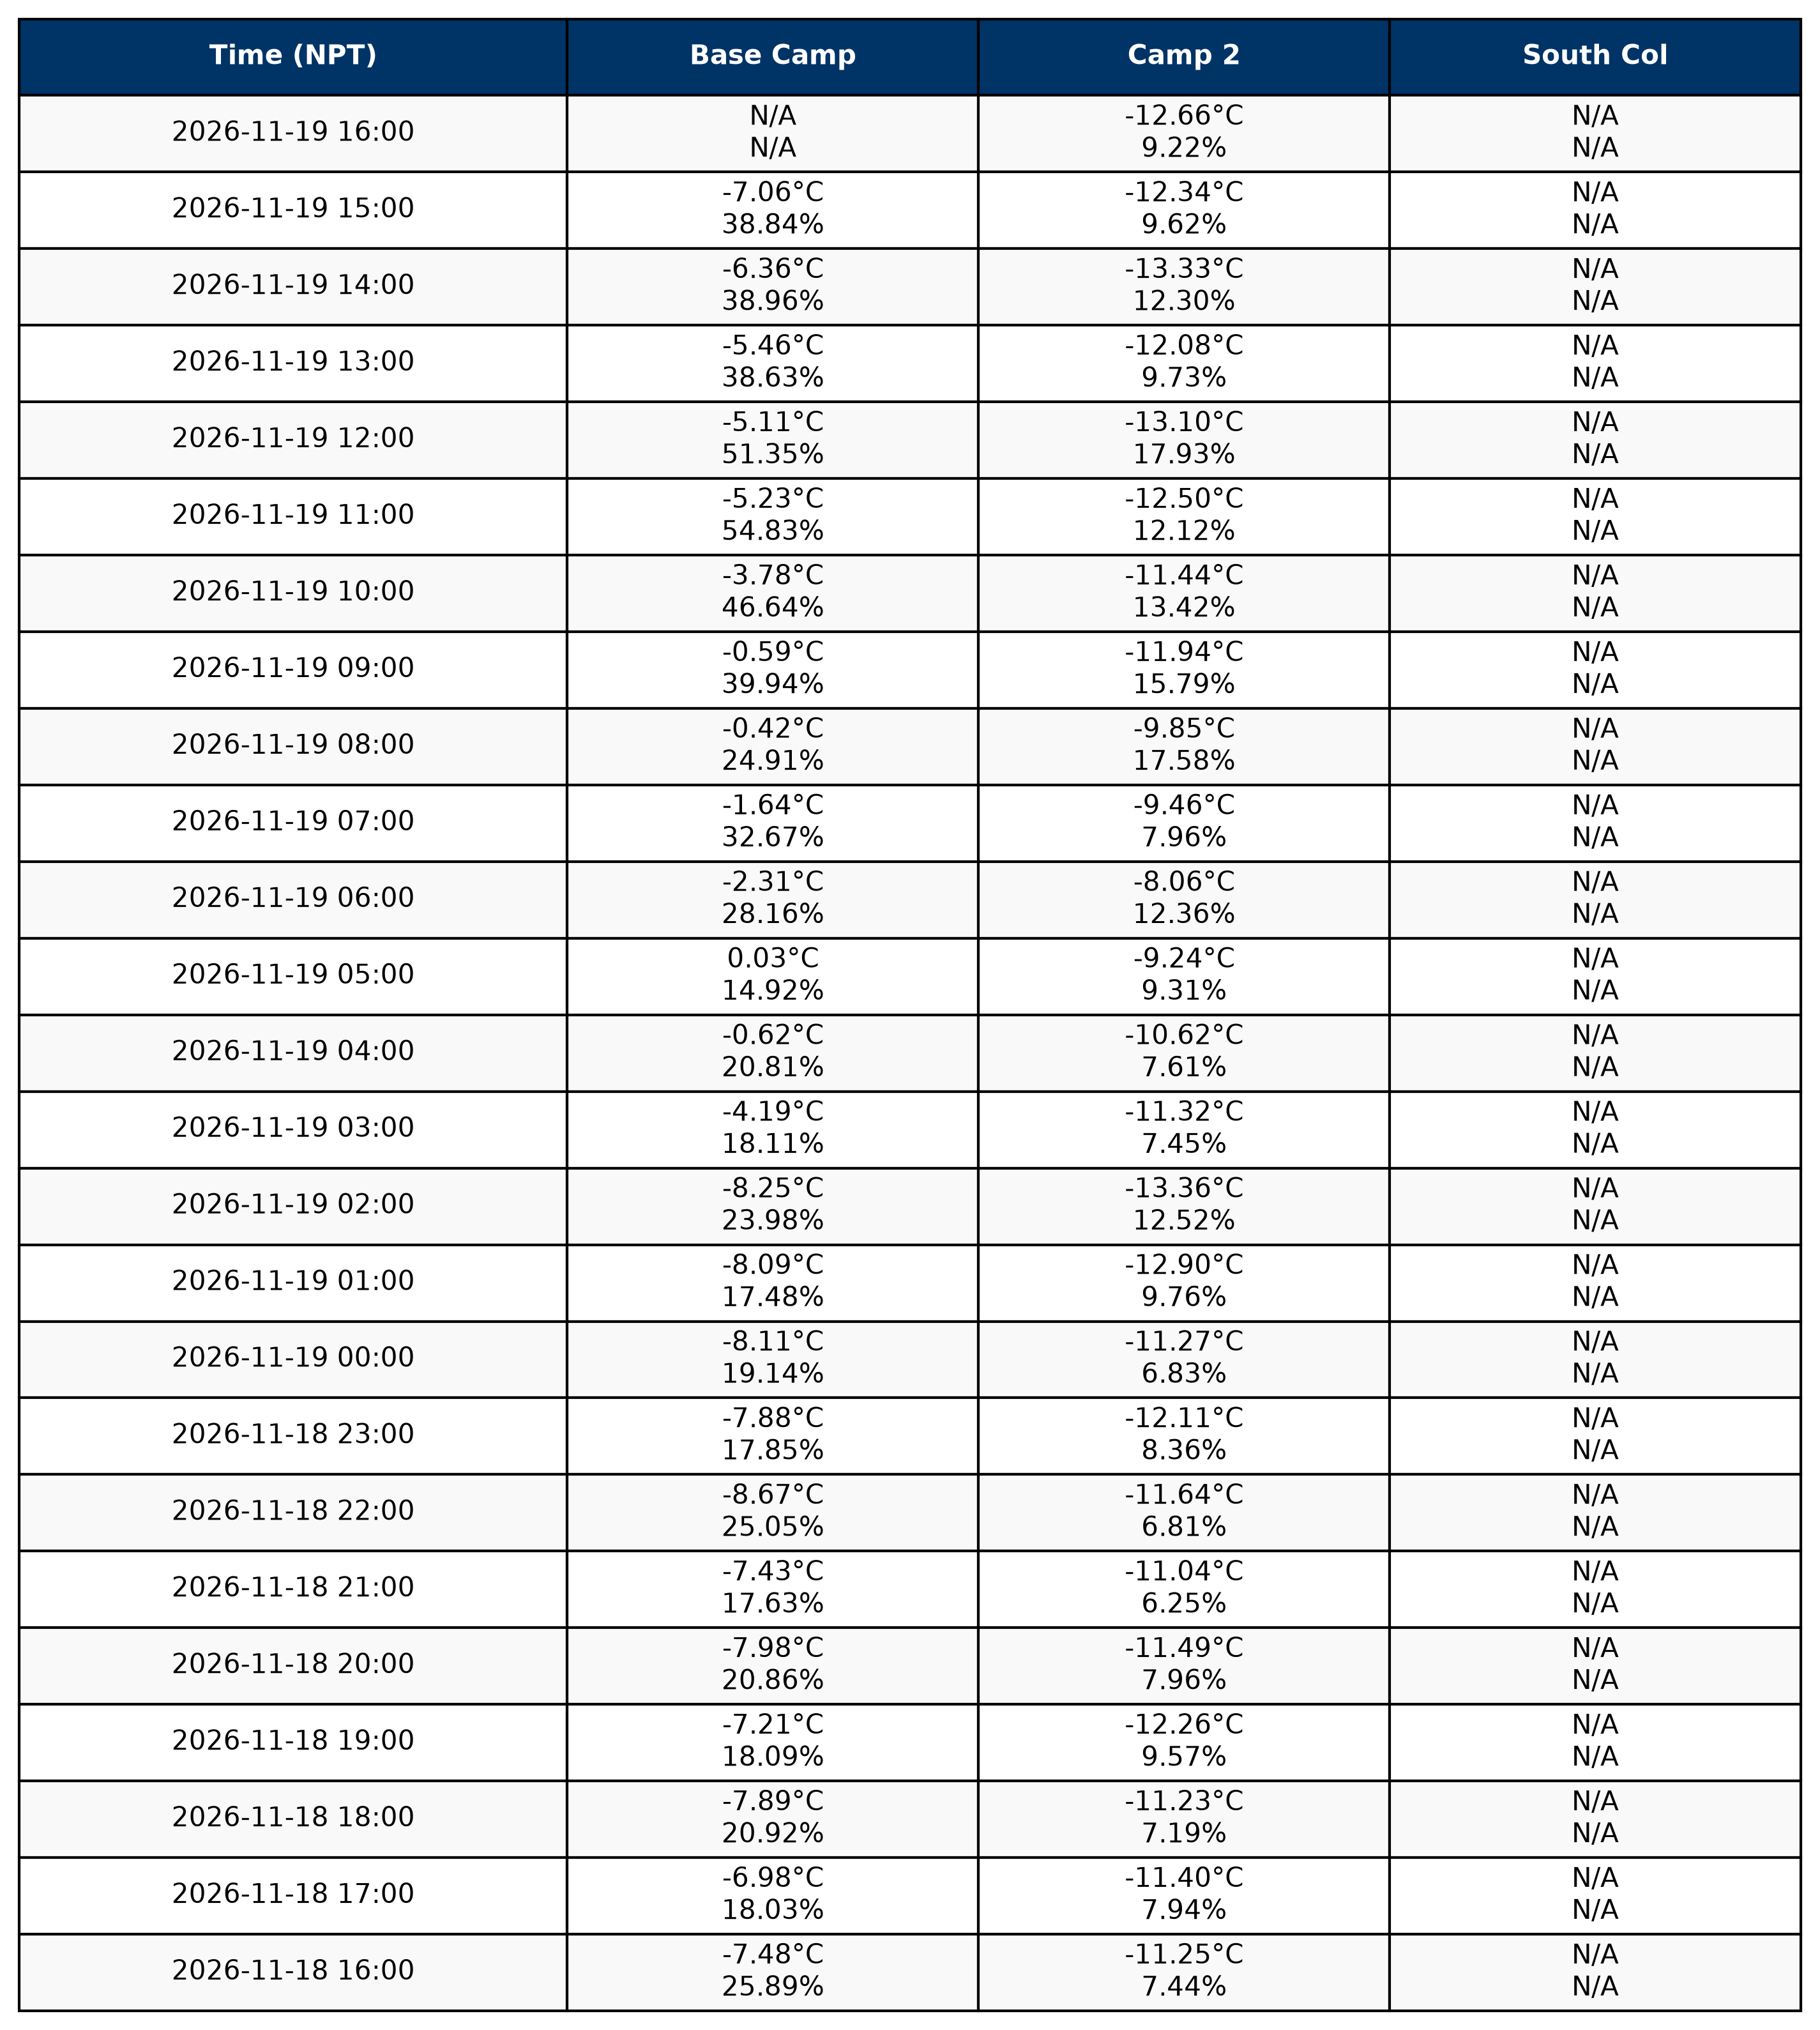 Time (NPT) Base Camp Camp 2 South Col
2026-11-19 16:00 N/A -12.66°C N/A
N/A 9.22% N/A
2026-11-19 15:00 -7.06°C -12.34°C N/A
38.84% 9.62% N/A
2026-11-19 14:00 -6.36°C -13.33°C N/A
38.96% 12.30% N/A
2026-11-19 13:00 -5.46°C -12.08°C N/A
38.63% 9.73% N/A
2026-11-19 12:00 -5.11°C -13.10°C N/A
51.35% 17.93% N/A
2026-11-19 11:00 -5.23°C -12.50°C N/A
54.83% 12.12% N/A
2026-11-19 10:00 -3.78°C -11.44°C N/A
46.64% 13.42% N/A
2026-11-19 09:00 -0.59°C -11.94°C N/A
39.94% 15.79% N/A
2026-11-19 08:00 -0.42°C -9.85°C N/A
24.91% 17.58% N/A
2026-11-19 07:00 -1.64°C -9.46°C N/A
32.67% 7.96% N/A
2026-11-19 06:00 -2.31°C -8.06°C N/A
28.16% 12.36% N/A
2026-11-19 05:00 0.03°C -9.24°C N/A
14.92% 9.31% N/A
2026-11-19 04:00 -0.62°C -10.62°C N/A
20.81% 7.61% N/A
2026-11-19 03:00 -4.19°C -11.32°C N/A
18.11% 7.45% N/A
2026-11-19 02:00 -8.25°C -13.36°C N/A
23.98% 12.52% N/A
2026-11-19 01:00 -8.09°C -12.90°C N/A
17.48% 9.76% N/A
2026-11-19 00:00 -8.11°C -11.27°C N/A
19.14% 6.83% N/A
2026-11-18 23:00 -7.88°C -12.11°C N/A
17.85% 8.36% N/A
2026-11-18 22:00 -8.67°C -11.64°C N/A
25.05% 6.81% N/A
2026-11-18 21:00 -7.43°C -11.04°C N/A
17.63% 6.25% N/A
2026-11-18 20:00 -7.98°C -11.49°C N/A
20.86% 7.96% N/A
2026-11-18 19:00 -7.21°C -12.26°C N/A
18.09% 9.57% N/A
2026-11-18 18:00 -7.89°C -11.23°C N/A
20.92% 7.19% N/A
2026-11-18 17:00 -6.98°C -11.40°C N/A
18.03% 7.94% N/A
2026-11-18 16:00 -7.48°C -11.25°C N/A
25.89% 7.44% N/A